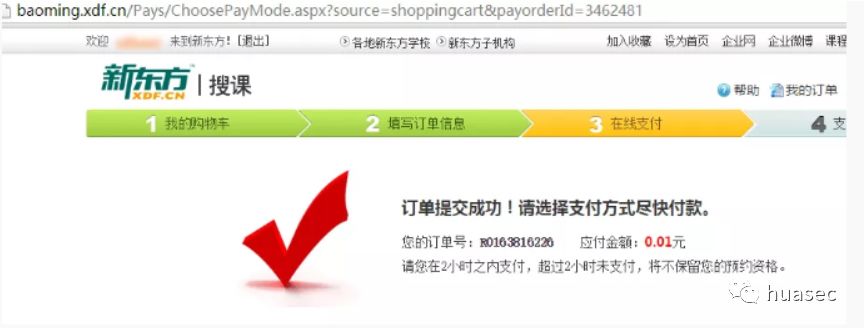 baoming.xdf.cn/Pays/ChoosePayMode.aspx?source=shoppingcart&payorderId=3462481
欢迎 来到新东方! [退出] 各地新东方学校 新东方子机构 加入收藏 设为首页 企业网 企业微博 课程
新东方 XDF.CN | 搜课 帮助 我的订单
1 我的购物车 2 填写订单信息 3 在线支付 4 支
订单提交成功！请选择支付方式尽快付款。
您的订单号：R0163816226 应付金额：0.01元
请您在2小时之内支付，超过2小时未支付，将不保留您的预约资格。
huasec